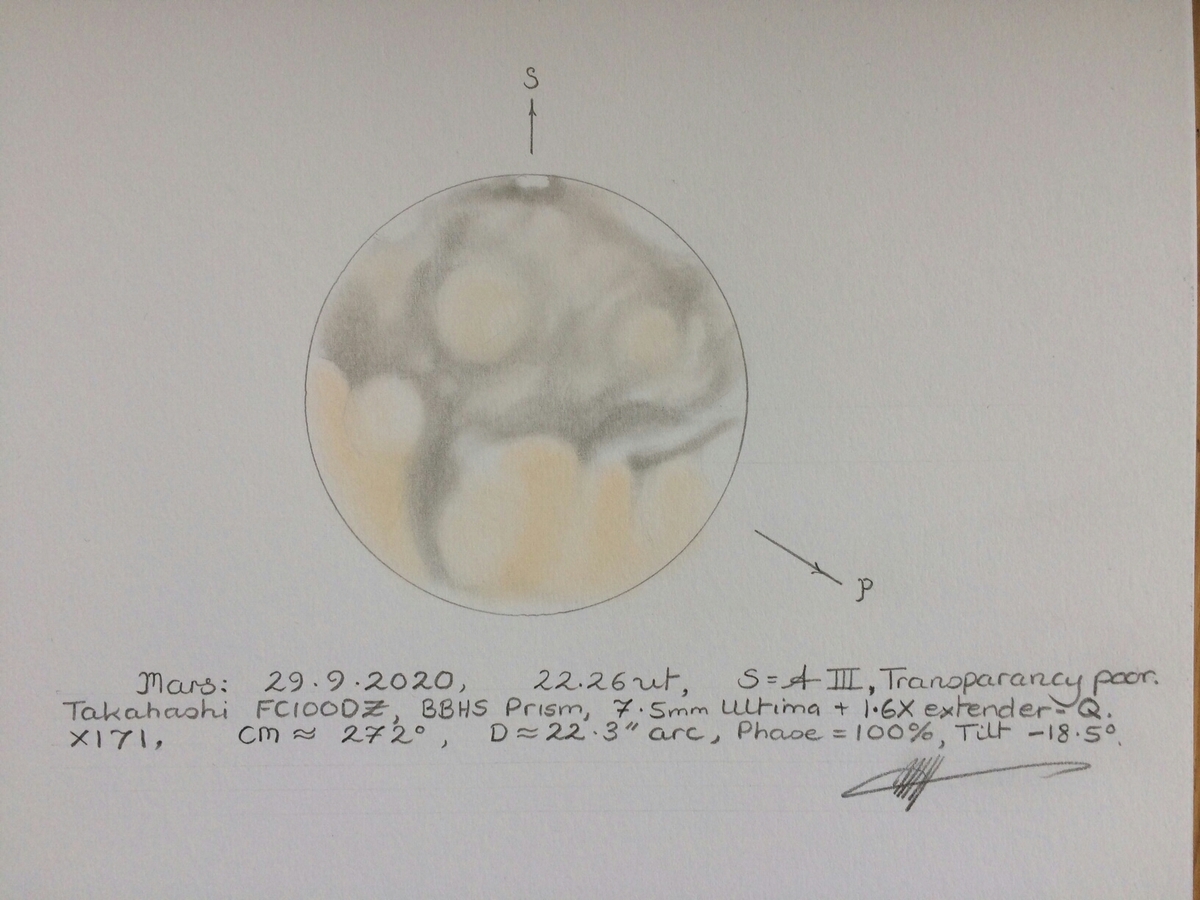 S
P
Mars: 29.9.2020, 22.26ut, S=A III, Transparancy poor.
Takahashi FC100DZ, BBHS Prism, 7.5mm Ultima + 1.6X extender-Q.
X171, CM ≈ 272°, D≈22.3" arc, Phase = 100%, Tilt -18.5°.